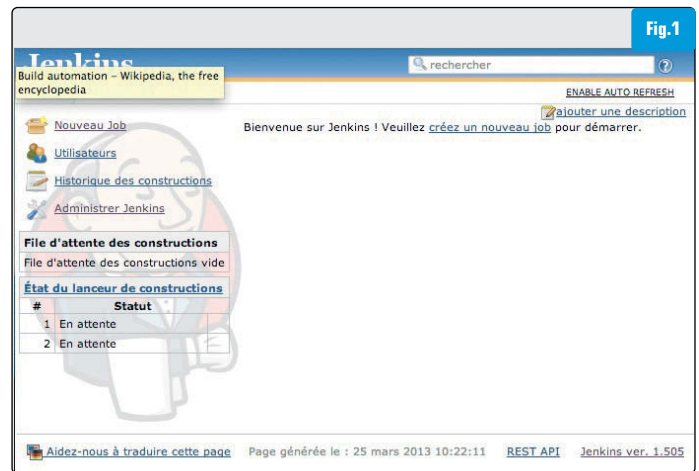 Fig.1
Jenkins
rechercher
Build automation – Wikipedia, the free
encyclopedia
ENABLE AUTO REFRESH
ajouter une description
Bienvenue sur Jenkins ! Veuillez créez un nouveau job pour démarrer.
Nouveau Job
Utilisateurs
Historique des constructions
Administrer Jenkins
File d'attente des constructions
File d'attente des constructions vide
État du lanceur de constructions
# Statut
1 En attente
2 En attente
Aidez-nous à traduire cette page Page générée le : 25 mars 2013 10:22:11 REST API Jenkins ver. 1.505